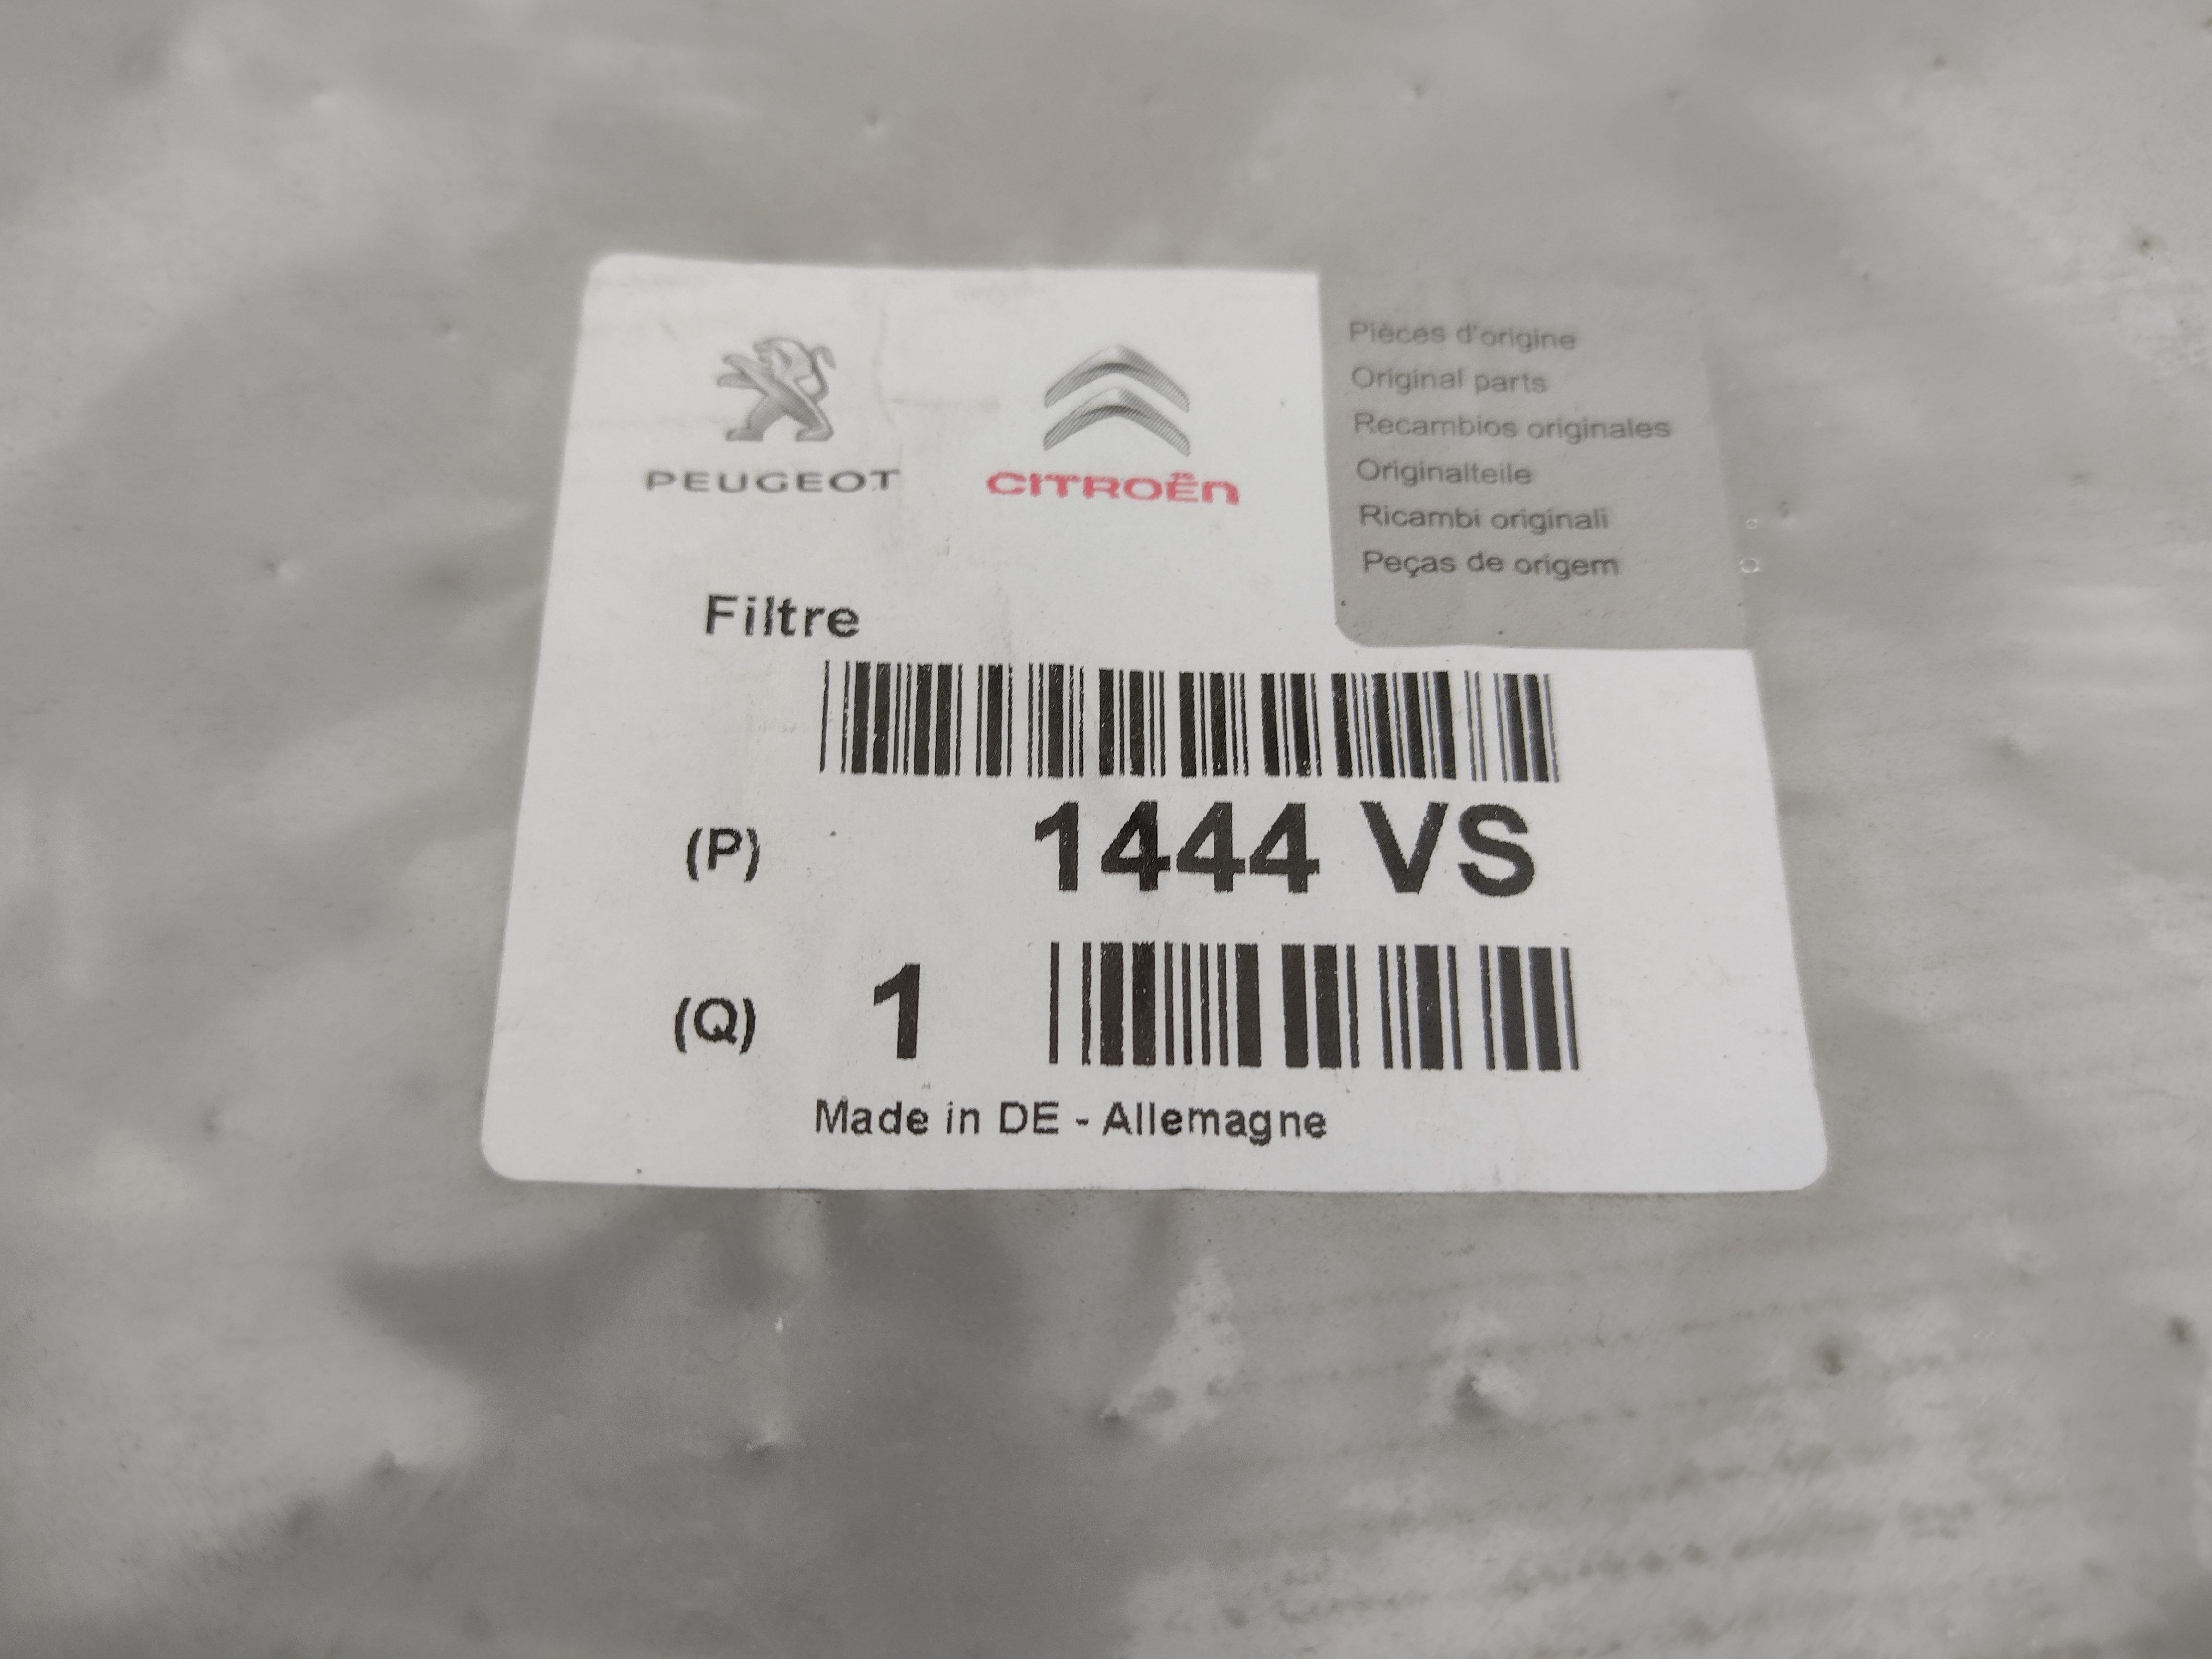 PEUGEOT
CITROËN
Pièces d'origine
Original parts
Recambios originales
Originalteile
Ricambi originali
Peças de origem
Filtre
(P) 1444 VS
(Q) 1
Made in DE - Allemagne